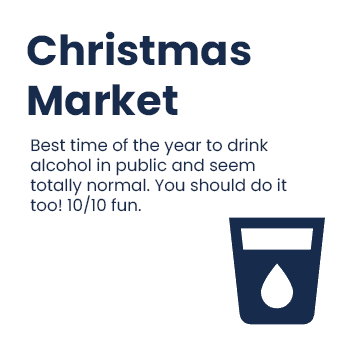 Christmas
Market
Best time of the year to drink
alcohol in public and seem
totally normal. You should do it
too! 10/10 fun.